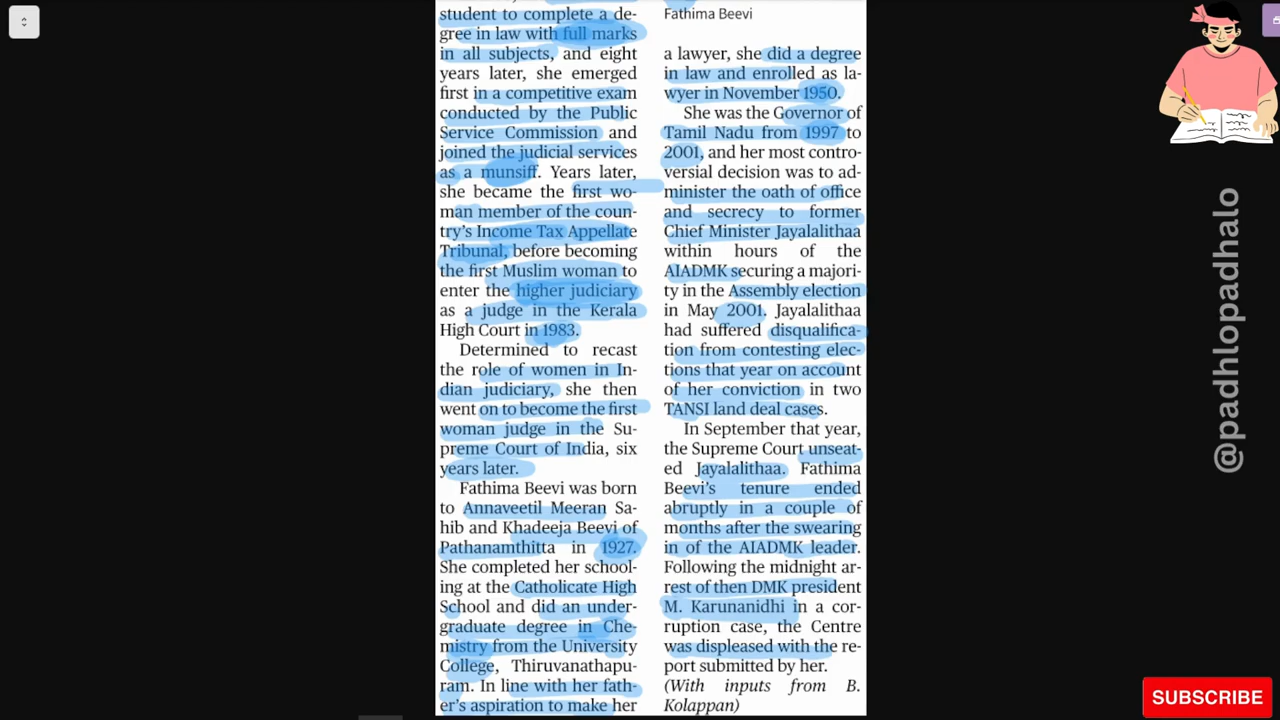 student to complete a de-
gree in law with full marks
in all subjects, and eight
years later, she emerged
first in a competitive exam
conducted by the Public
Service Commission and
joined the judicial services
as a munsiff. Years later,
she became the first wo-
man member of the coun-
try's Income Tax Appellate
Tribunal, before becoming
the first Muslim woman to
enter the higher judiciary
as a judge in the Kerala
High Court in 1983.
Determined to recast
the role of women in In-
dian judiciary, she then
went on to become the first
woman judge in the Su-
preme Court of India, six
years later.
Fathima Beevi was born
to Annaveetil Meeran Sa-
hib and Khadeeja Beevi of
Pathanamthitta in 1927.
She completed her school-
ing at the Catholicate High
School and did an under-
graduate degree in Che-
mistry from the University
College, Thiruvanathapu-
ram. In line with her fath-
er's aspiration to make her
Fathima Beevi
a lawyer, she did a degree
in law and enrolled as la-
wyer in November 1950.
She was the Governor of
Tamil Nadu from 1997 to
2001, and her most contro-
versial decision was to ad-
minister the oath of office
and secrecy to former
Chief Minister Jayalalithaa
within hours of the
AIADMK securing a majori-
ty in the Assembly election
in May 2001. Jayalalithaa
had suffered disqualifica-
tion from contesting elec-
tions that year on account
of her conviction in two
TANSI land deal cases.
In September that year,
the Supreme Court unseat-
ed Jayalalithaa. Fathima
Beevi's tenure ended
abruptly in a couple of
months after the swearing
in of the AIADMK leader.
Following the midnight ar-
rest of then DMK president
M. Karunanidhi in a cor-
ruption case, the Centre
was displeased with the re-
port submitted by her.
(With inputs from B.
Kolappan)
@padhlopadhalo
SUBSCRIBE